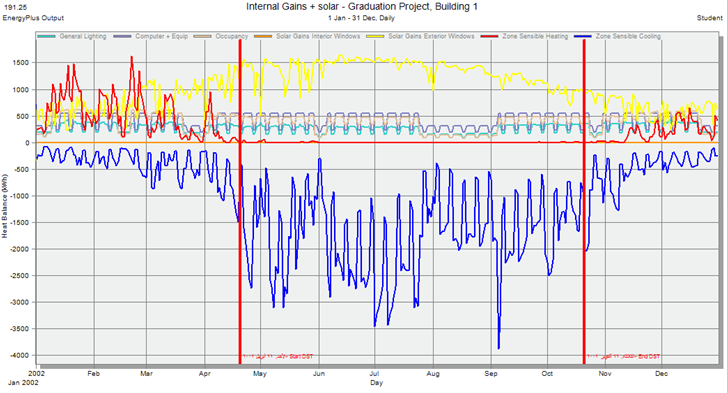 191.25
Internal Gains + solar - Graduation Project, Building 1
EnergyPlus Output
1 Jan - 31 Dec, Daily
Student
General Lighting Computer + Equip Occupancy Solar Gains Interior Windows Solar Gains Exterior Windows Zone Sensible Heating Zone Sensible Cooling
1500
1000
500
0
-500
-1000
-1500
-2000
-2500
-3000
-3500
-4000
Heat Balance (kWh)
Start DST
End DST
2002 Feb Mar Apr May Jun Jul Aug Sep Oct Nov Dec
Jan 2002
Day